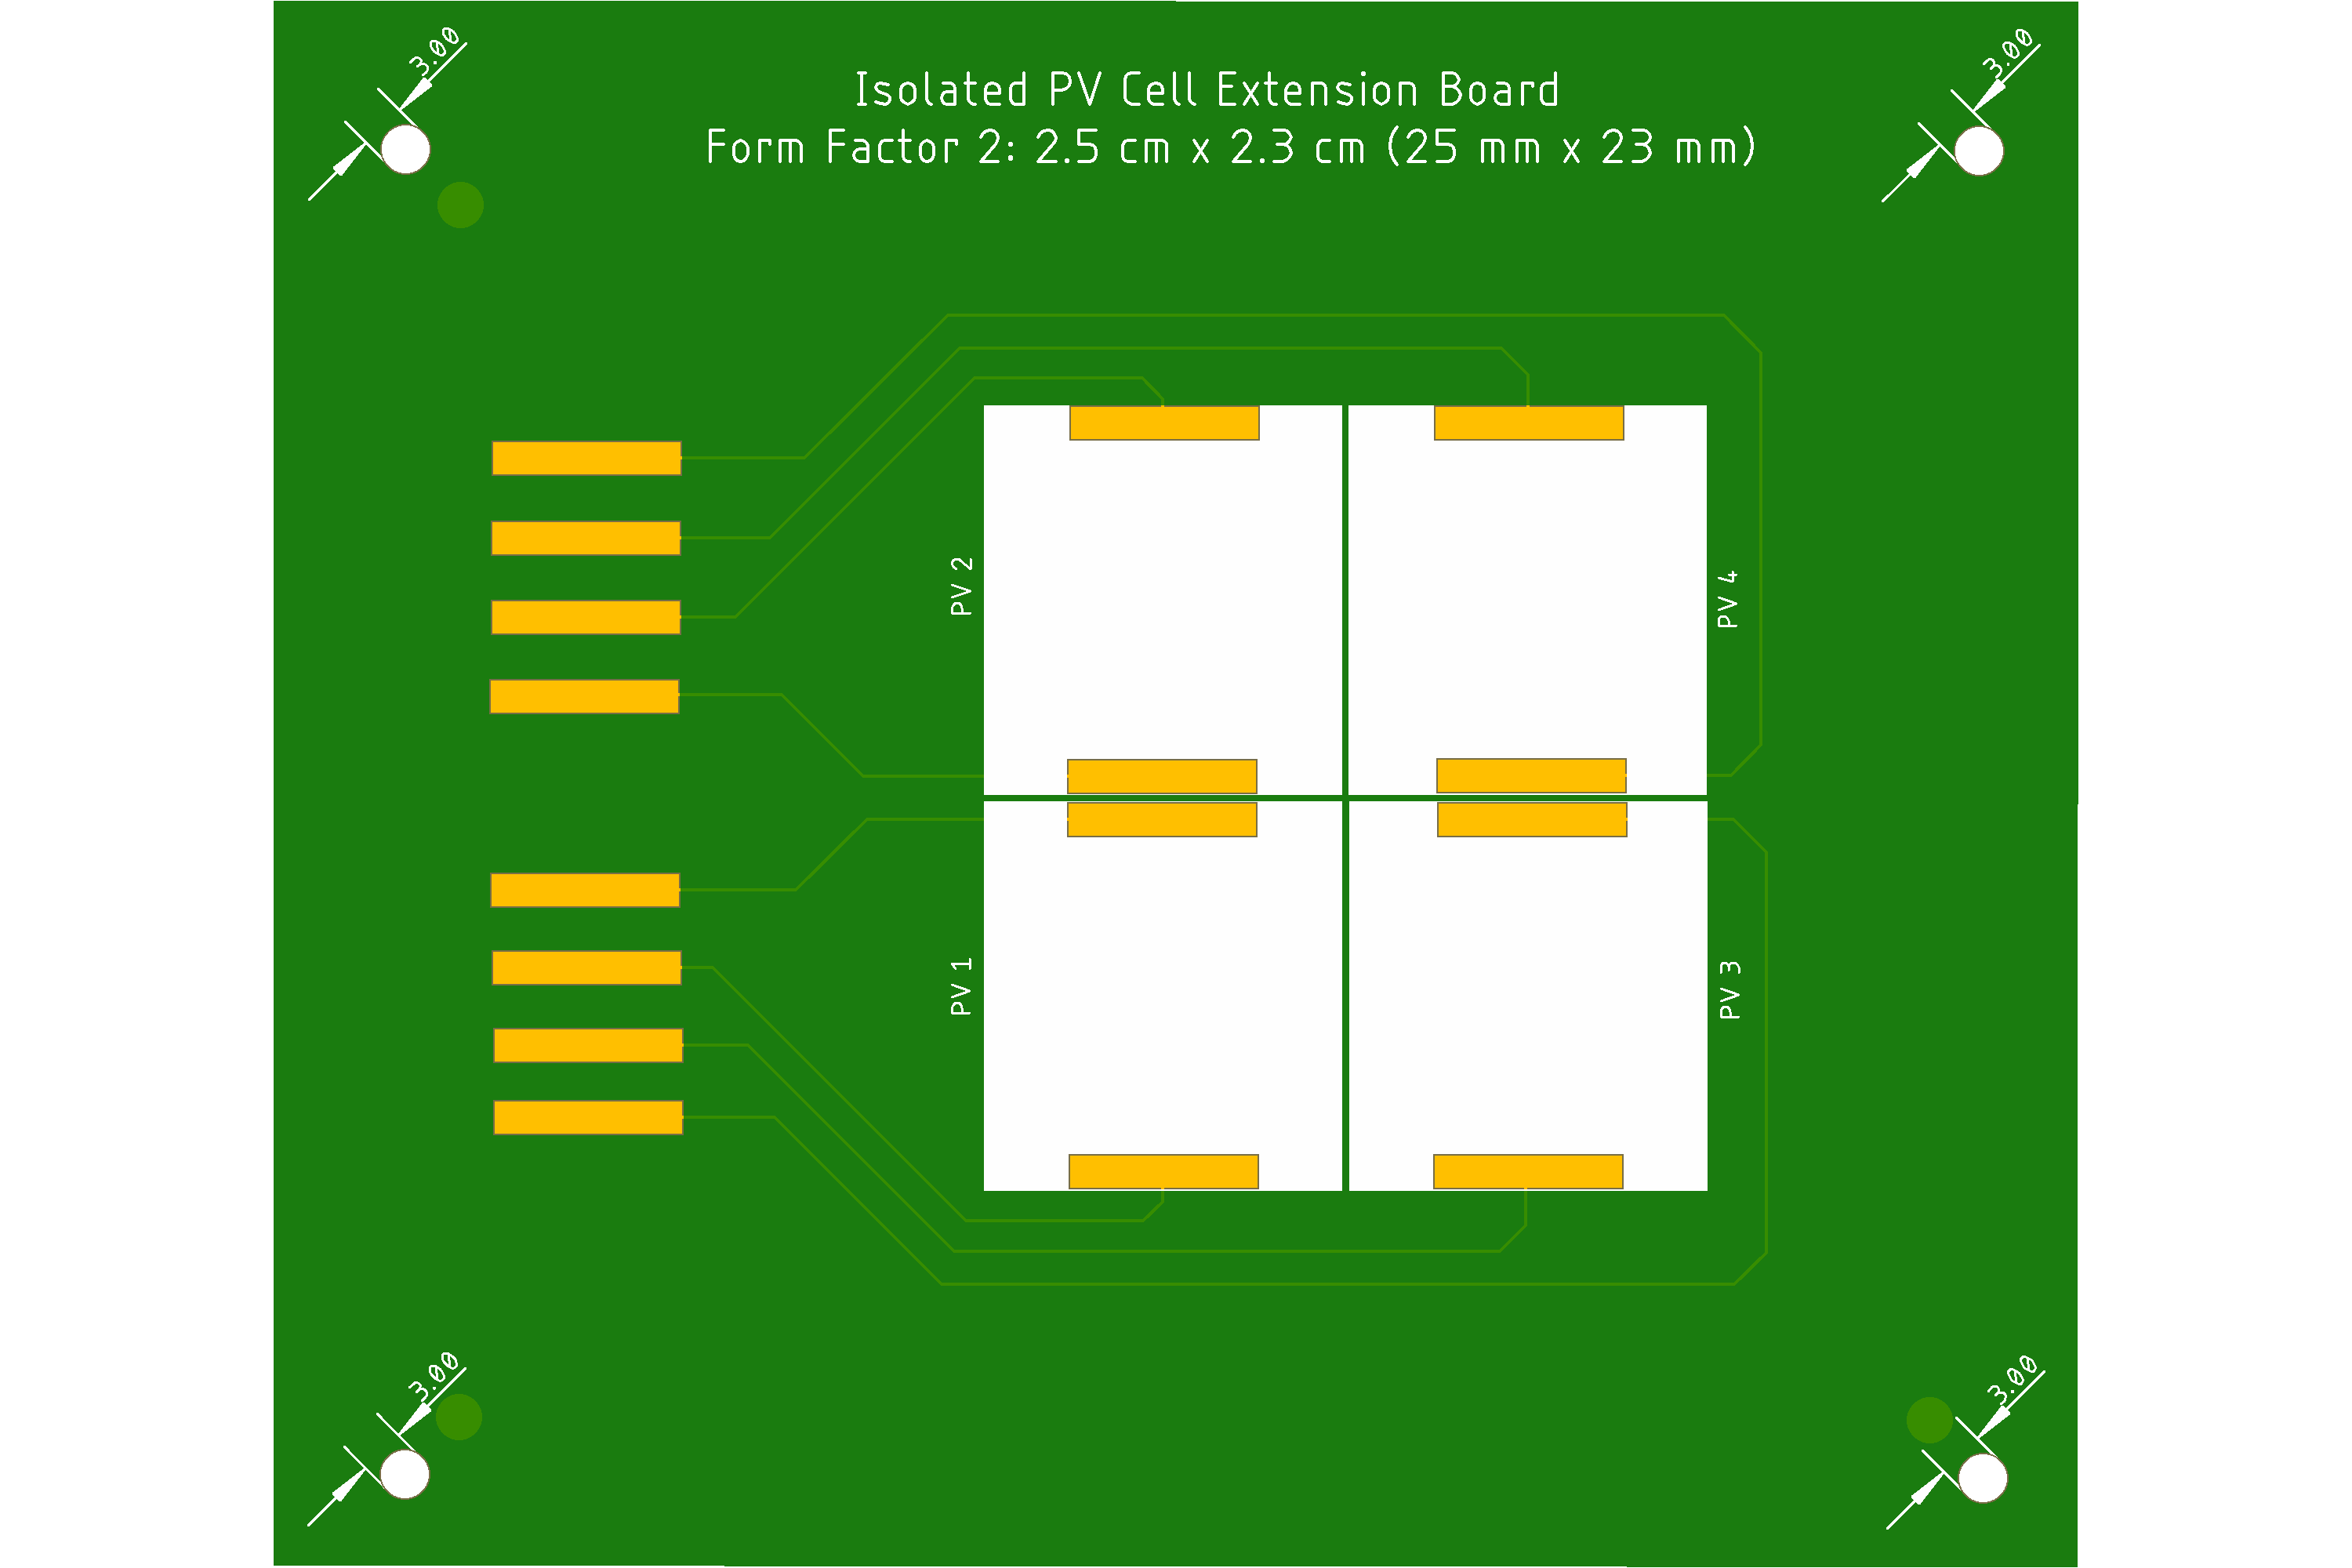 3.00
3.00
Isolated PV Cell Extension Board
Form Factor 2: 2.5 cm x 2.3 cm (25 mm x 23 mm)
PV 2
PV 4
PV 1
PV 3
3.00
3.00